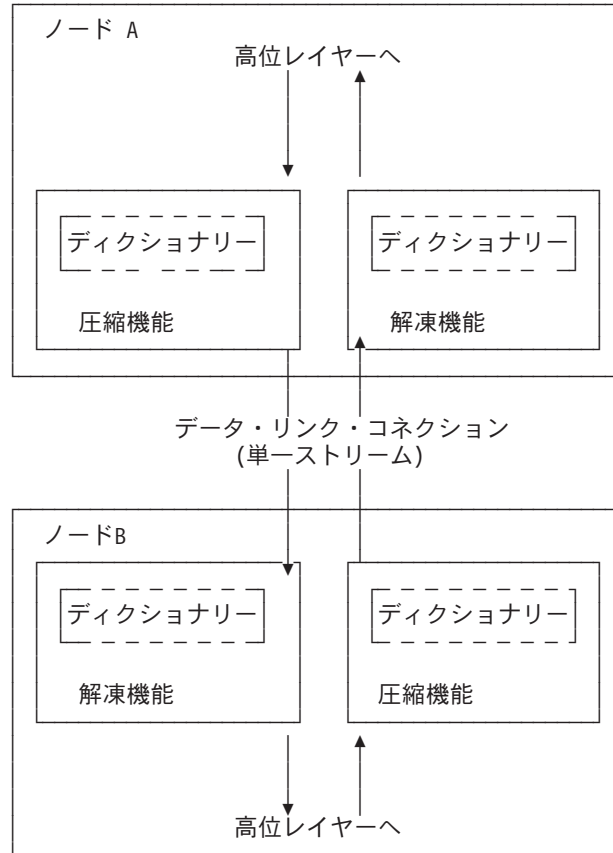 ノード A
高位レイヤーへ
ディクショナリー ディクショナリー
圧縮機能 解凍機能
データ・リンク・コネクション
(単一ストリーム)
ノードB
ディクショナリー ディクショナリー
解凍機能 圧縮機能
高位レイヤーへ